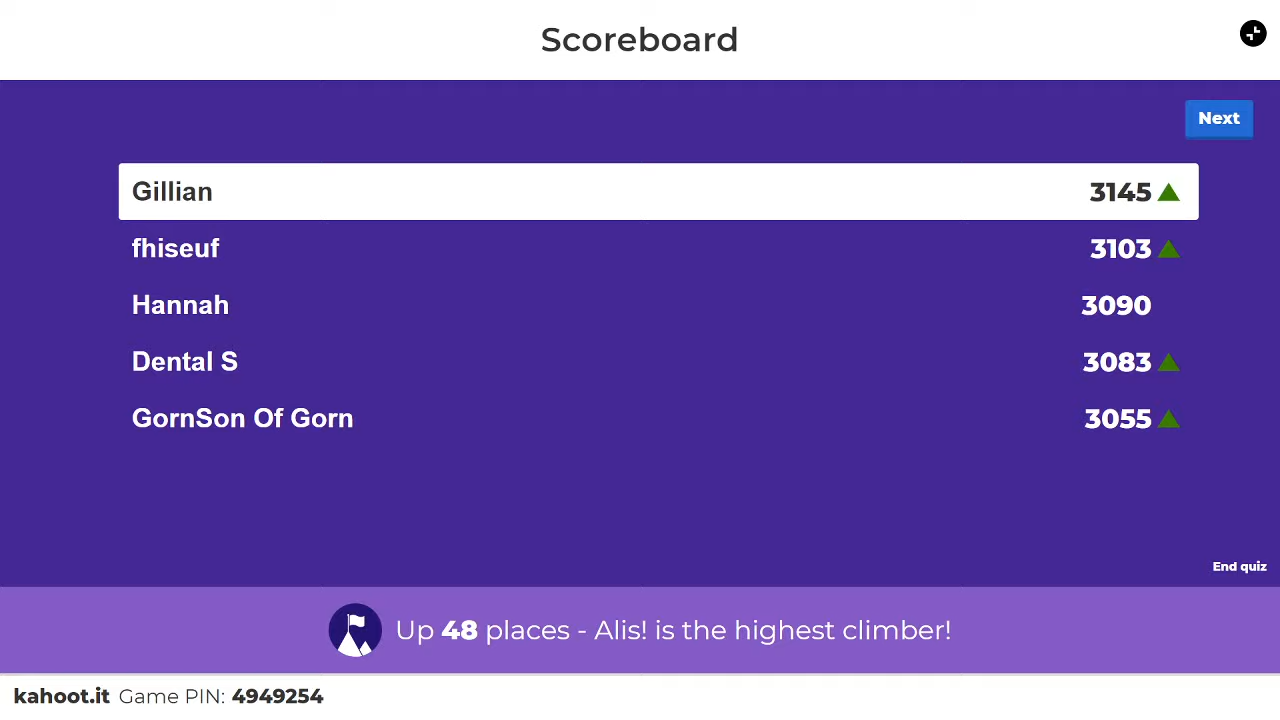 Scoreboard
Next
Gillian 3145
fhiseuf 3103
Hannah 3090
Dental S 3083
GornSon Of Gorn 3055
End quiz
Up 48 places - Alis! is the highest climber!
kahoot.it Game PIN: 4949254